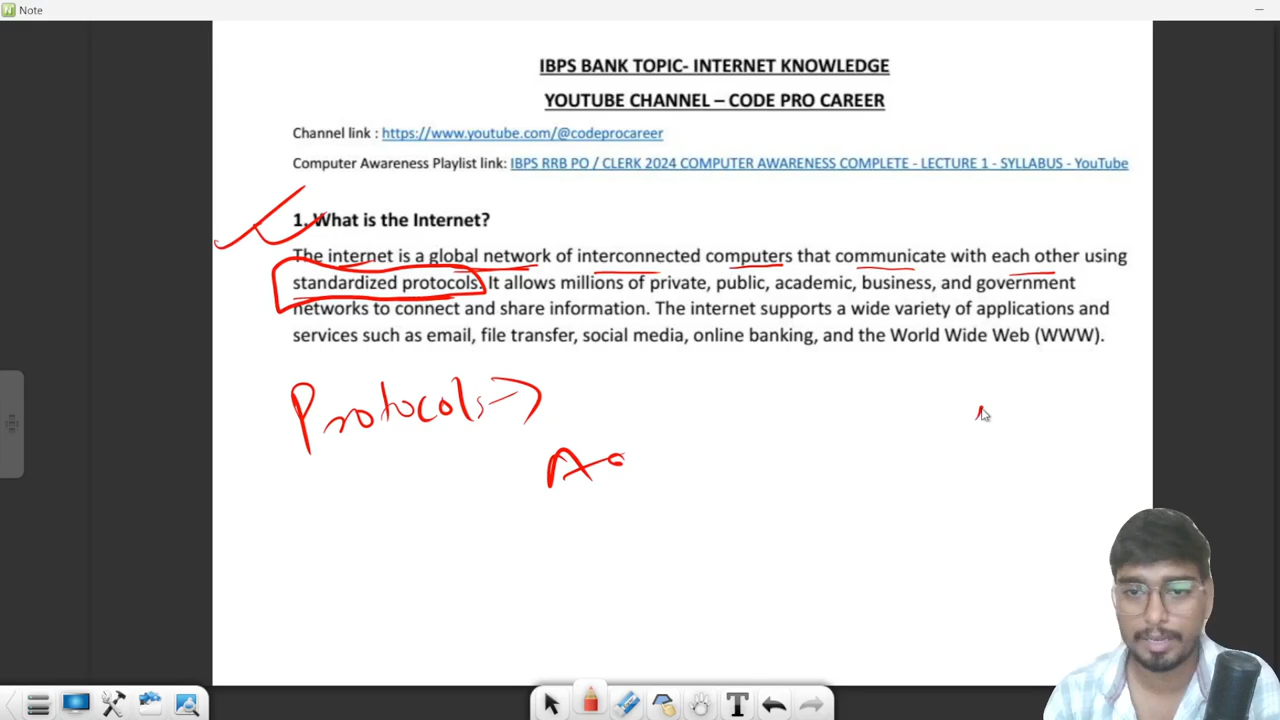 Note
IBPS BANK TOPIC- INTERNET KNOWLEDGE
YOUTUBE CHANNEL – CODE PRO CAREER
Channel link : https://www.youtube.com/@codeprocareer
Computer Awareness Playlist link: IBPS RRB PO / CLERK 2024 COMPUTER AWARENESS COMPLETE - LECTURE 1 - SYLLABUS - YouTube
1. What is the Internet?
The internet is a global network of interconnected computers that communicate with each other using
standardized protocols. It allows millions of private, public, academic, business, and government
networks to connect and share information. The internet supports a wide variety of applications and
services such as email, file transfer, social media, online banking, and the World Wide Web (WWW).
Protocols →